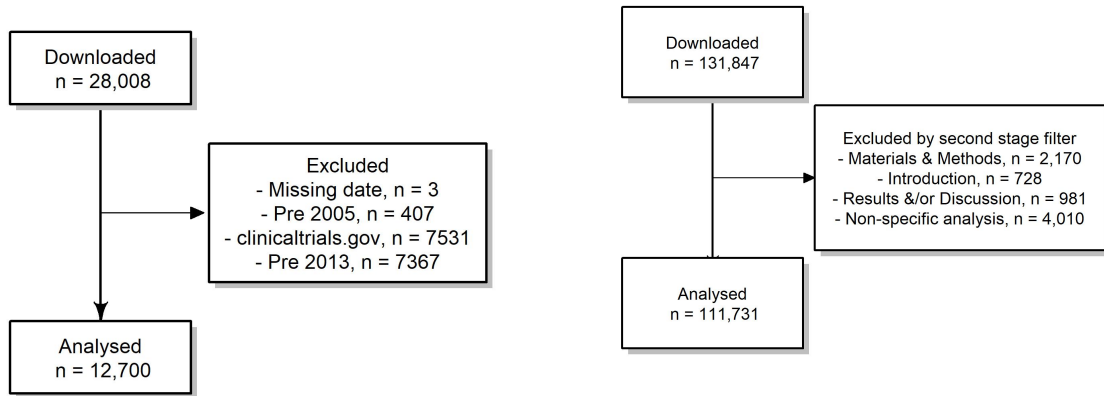 Downloaded
n = 28,008
Excluded
- Missing date, n = 3
- Pre 2005, n = 407
- clinicaltrials.gov, n = 7531
- Pre 2013, n = 7367
Analysed
n = 12,700
Downloaded
n = 131,847
Excluded by second stage filter
- Materials & Methods, n = 2,170
- Introduction, n = 728
- Results &/or Discussion, n = 981
- Non-specific analysis, n = 4,010
Analysed
n = 111,731